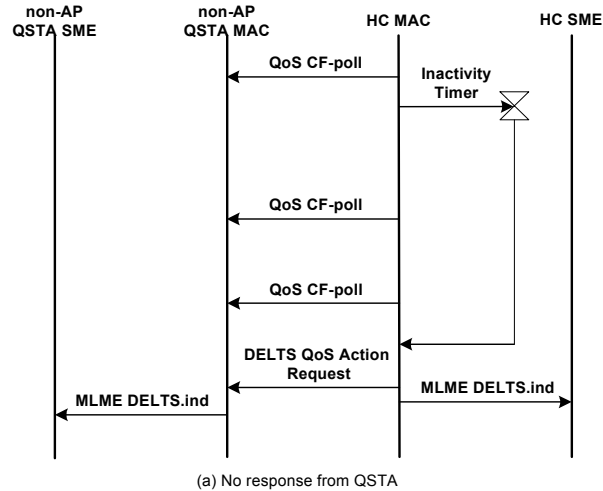 non-AP
QSTA SME
non-AP
QSTA MAC
HC MAC
HC SME
QoS CF-poll
Inactivity
Timer
QoS CF-poll
QoS CF-poll
DELTS QoS Action
Request
MLME DELTS.ind
MLME DELTS.ind
(a) No response from QSTA